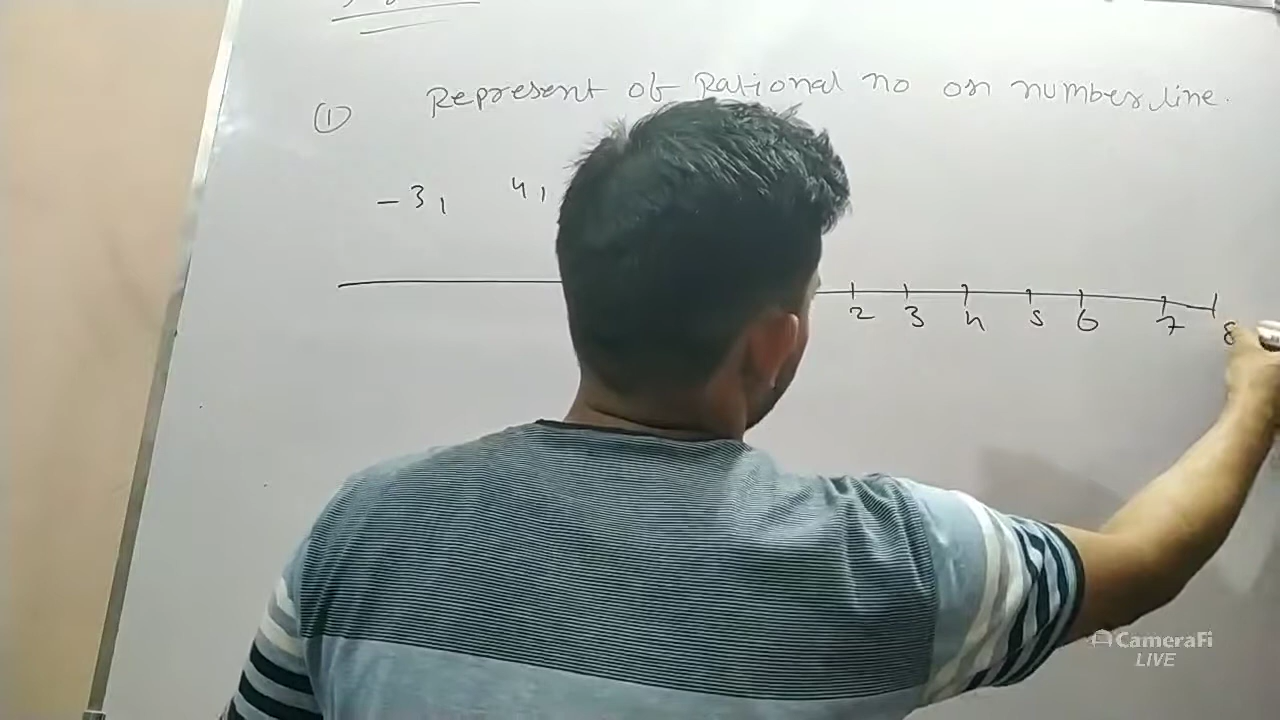 ① Represent of Rational no on number line.
-3, 4,
2 3 4 5 6 7 8
CameraFi
LIVE